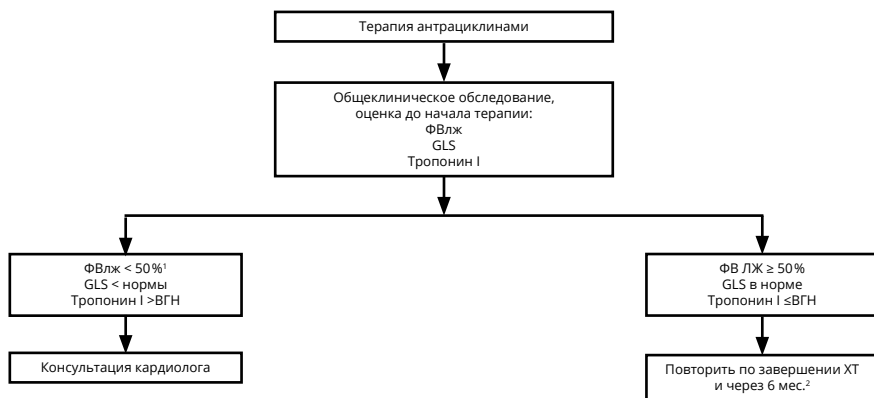 Терапия антрациклинами
Общеклиническое обследование,
оценка до начала терапии:
ФВлж
GLS
Тропонин I
ФВлж < 50%¹
GLS < нормы
Тропонин I >ВГН
Консультация кардиолога
ФВ ЛЖ ≥ 50%
GLS в норме
Тропонин I ≤ВГН
Повторить по завершении ХТ
и через 6 мес.²